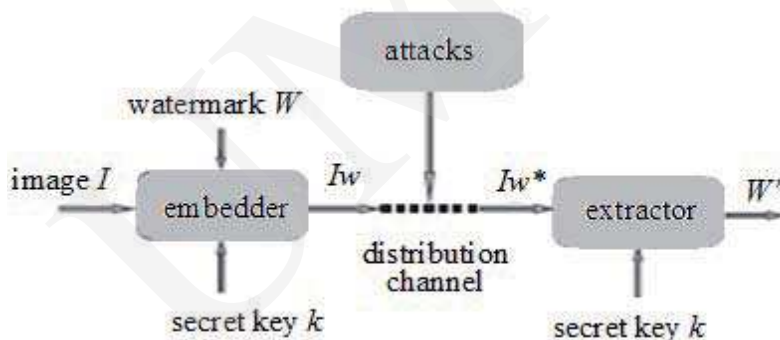 attacks
watermark W
image I
embedder
Iw
Iw*
extractor
distribution
channel
secret key k
secret key k